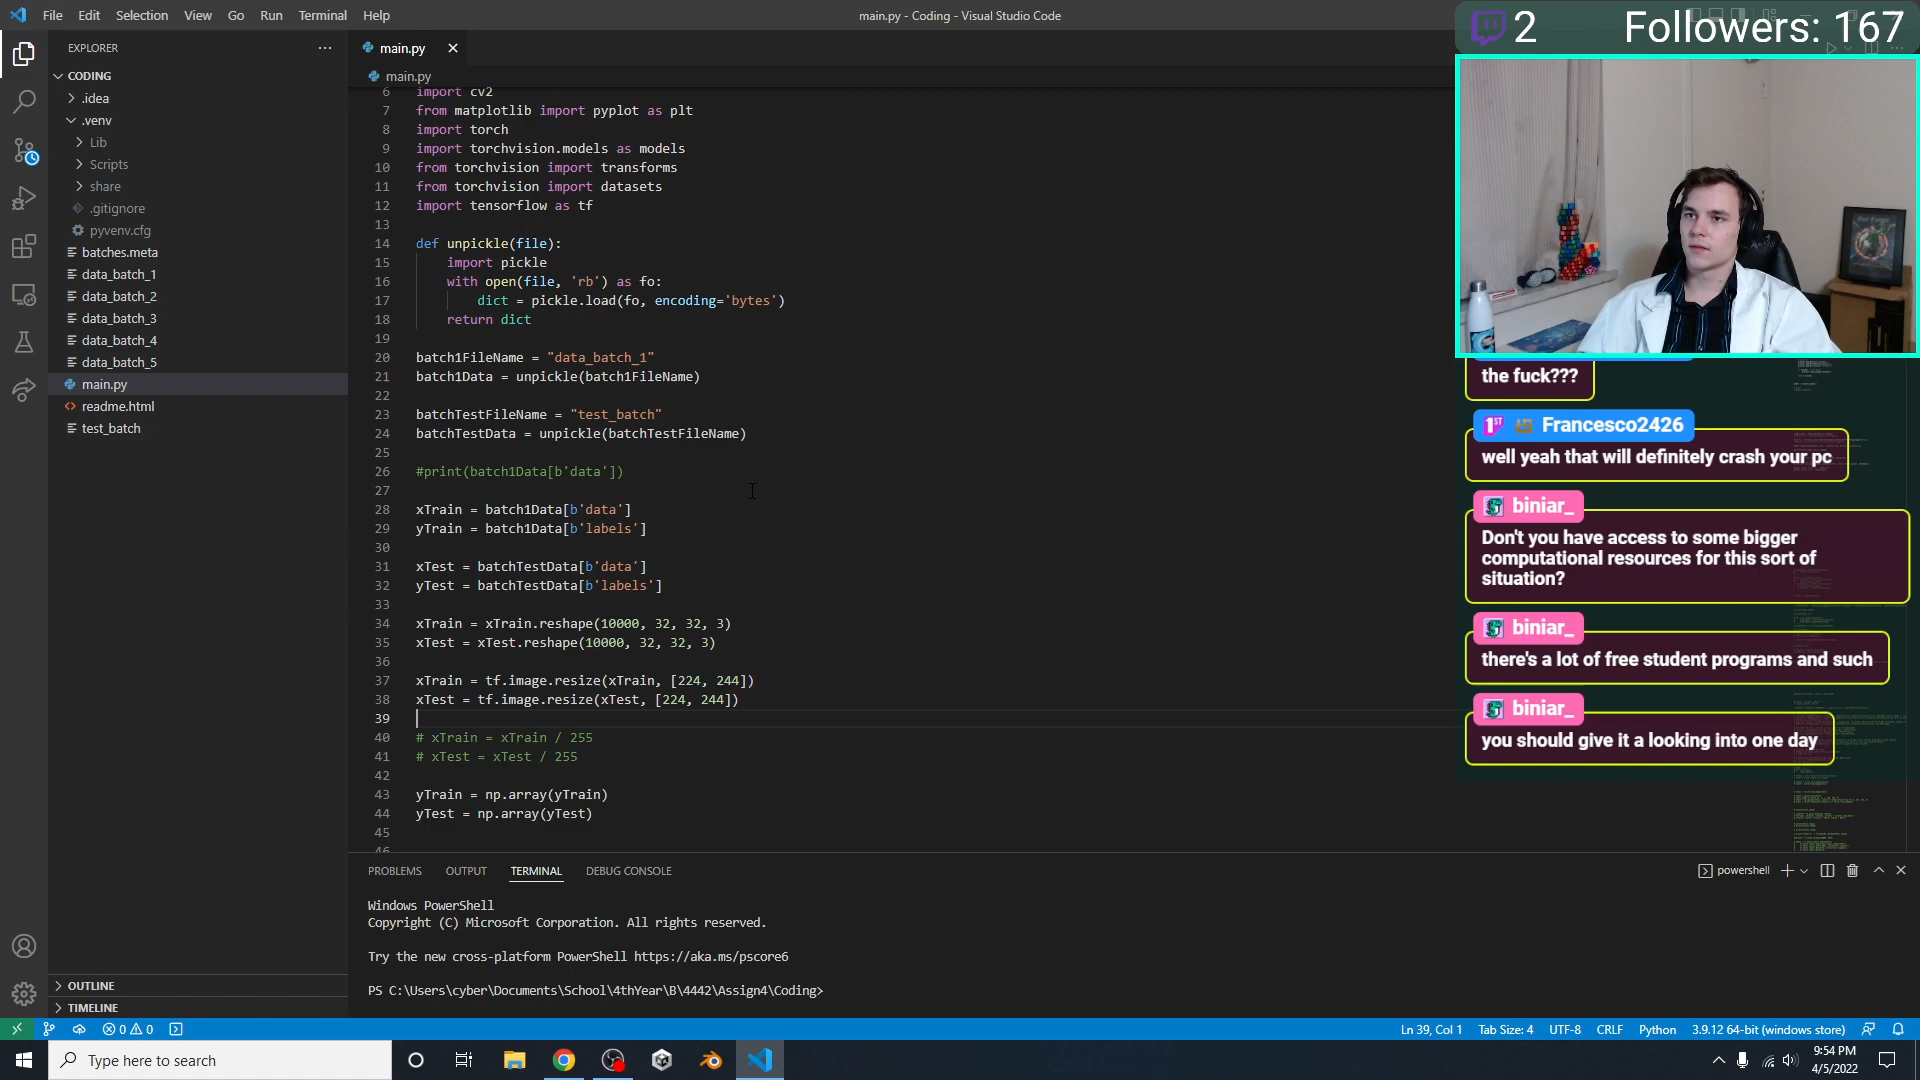 File Edit Selection View Go Run Terminal Help
main.py - Coding - Visual Studio Code
2 Followers: 167
EXPLORER
CODING
.idea
.venv
Lib
Scripts
share
.gitignore
pyvenv.cfg
batches.meta
data_batch_1
data_batch_2
data_batch_3
data_batch_4
data_batch_5
main.py
readme.html
test_batch
OUTLINE
TIMELINE
main.py
main.py
6 import cv2
7 from matplotlib import pyplot as plt
8 import torch
9 import torchvision.models as models
10 from torchvision import transforms
11 from torchvision import datasets
12 import tensorflow as tf
13
14 def unpickle(file):
15 import pickle
16 with open(file, 'rb') as fo:
17 dict = pickle.load(fo, encoding='bytes')
18 return dict
19
20 batch1FileName = "data_batch_1"
21 batch1Data = unpickle(batch1FileName)
22
23 batchTestFileName = "test_batch"
24 batchTestData = unpickle(batchTestFileName)
25
26 #print(batch1Data[b'data'])
27
28 xTrain = batch1Data[b'data']
29 yTrain = batch1Data[b'labels']
30
31 xTest = batchTestData[b'data']
32 yTest = batchTestData[b'labels']
33
34 xTrain = xTrain.reshape(10000, 32, 32, 3)
35 xTest = xTest.reshape(10000, 32, 32, 3)
36
37 xTrain = tf.image.resize(xTrain, [224, 244])
38 xTest = tf.image.resize(xTest, [224, 244])
39
40 # xTrain = xTrain / 255
41 # xTest = xTest / 255
42
43 yTrain = np.array(yTrain)
44 yTest = np.array(yTest)
45
46
the fuck???
1ST Francesco2426
well yeah that will definitely crash your pc
biniar_
Don't you have access to some bigger
computational resources for this sort of
situation?
biniar_
there's a lot of free student programs and such
biniar_
you should give it a looking into one day
PROBLEMS OUTPUT TERMINAL DEBUG CONSOLE
powershell
Windows PowerShell
Copyright (C) Microsoft Corporation. All rights reserved.
Try the new cross-platform PowerShell https://aka.ms/pscore6
PS C:\Users\cyber\Documents\School\4thYear\B\4442\Assign4\Coding>
0 0
Ln 39, Col 1 Tab Size: 4 UTF-8 CRLF Python 3.9.12 64-bit (windows store)
Type here to search
9:54 PM
4/5/2022